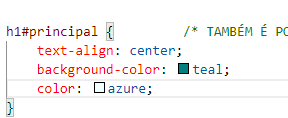 h1#principal {          /* TAMBÉM É PO
    text-align: center;
    background-color: teal;
    color: azure;
}